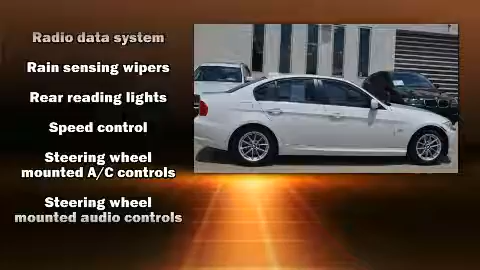 Radio data system
Rain sensing wipers
Rear reading lights
Speed control
Steering wheel
mounted A/C controls
Steering wheel
mounted audio controls